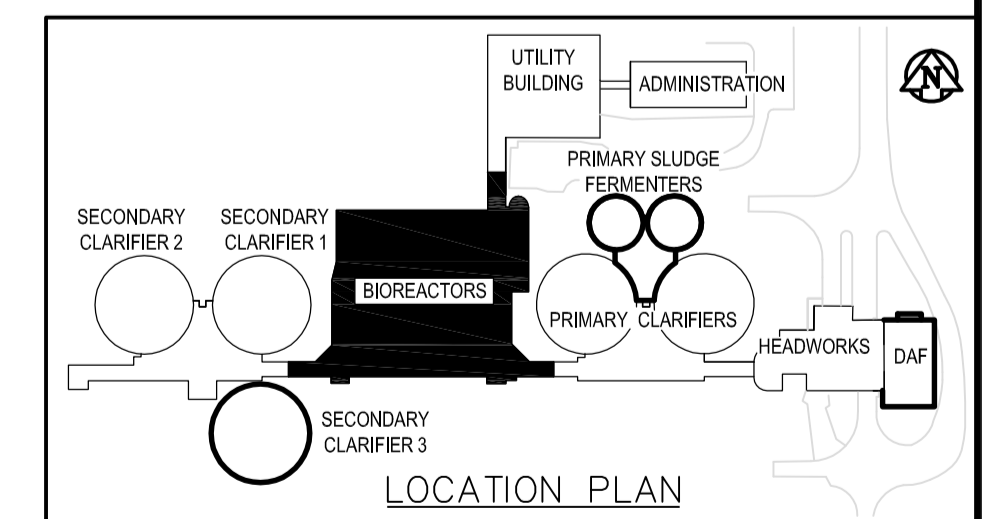 UTILITY
BUILDING
ADMINISTRATION
N
PRIMARY SLUDGE
FERMENTERS
SECONDARY
CLARIFIER 2
SECONDARY
CLARIFIER 1
BIOREACTORS
PRIMARY CLARIFIERS
HEADWORKS
DAF
SECONDARY
CLARIFIER 3
LOCATION PLAN